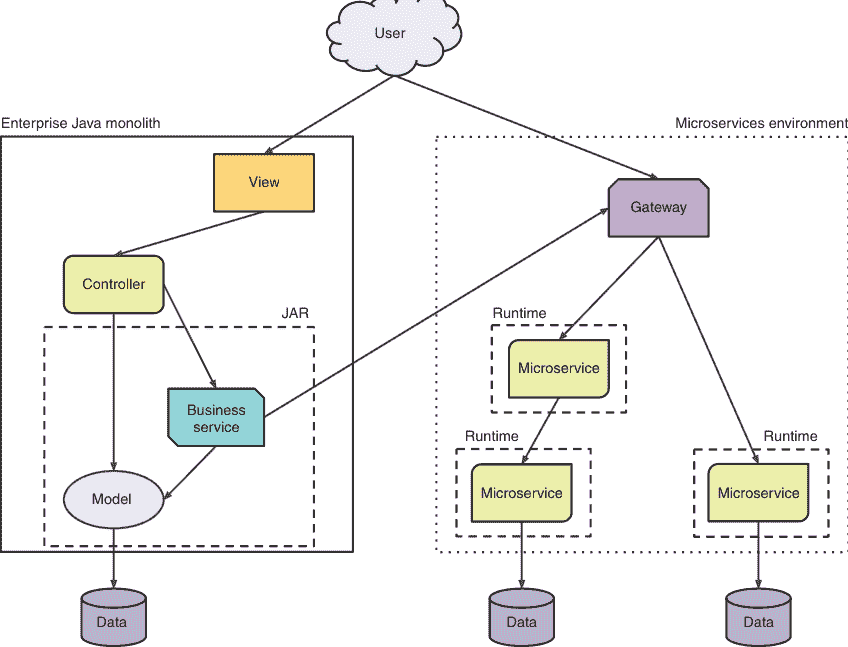 User
Enterprise Java monolith
Microservices environment
View
Gateway
Controller
JAR
Runtime
Microservice
Business
service
Runtime
Runtime
Model
Microservice
Microservice
Data
Data
Data